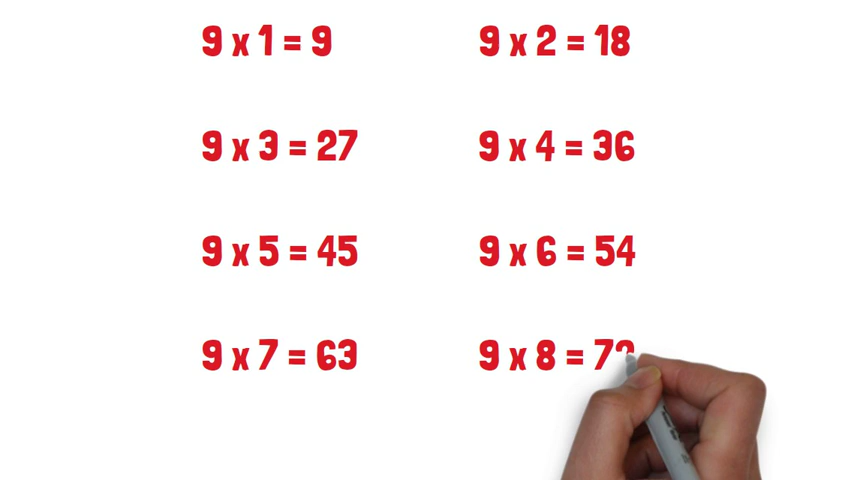 9 x 1 = 9
9 x 2 = 18
9 x 3 = 27
9 x 4 = 36
9 x 5 = 45
9 x 6 = 54
9 x 7 = 63
9 x 8 = 7